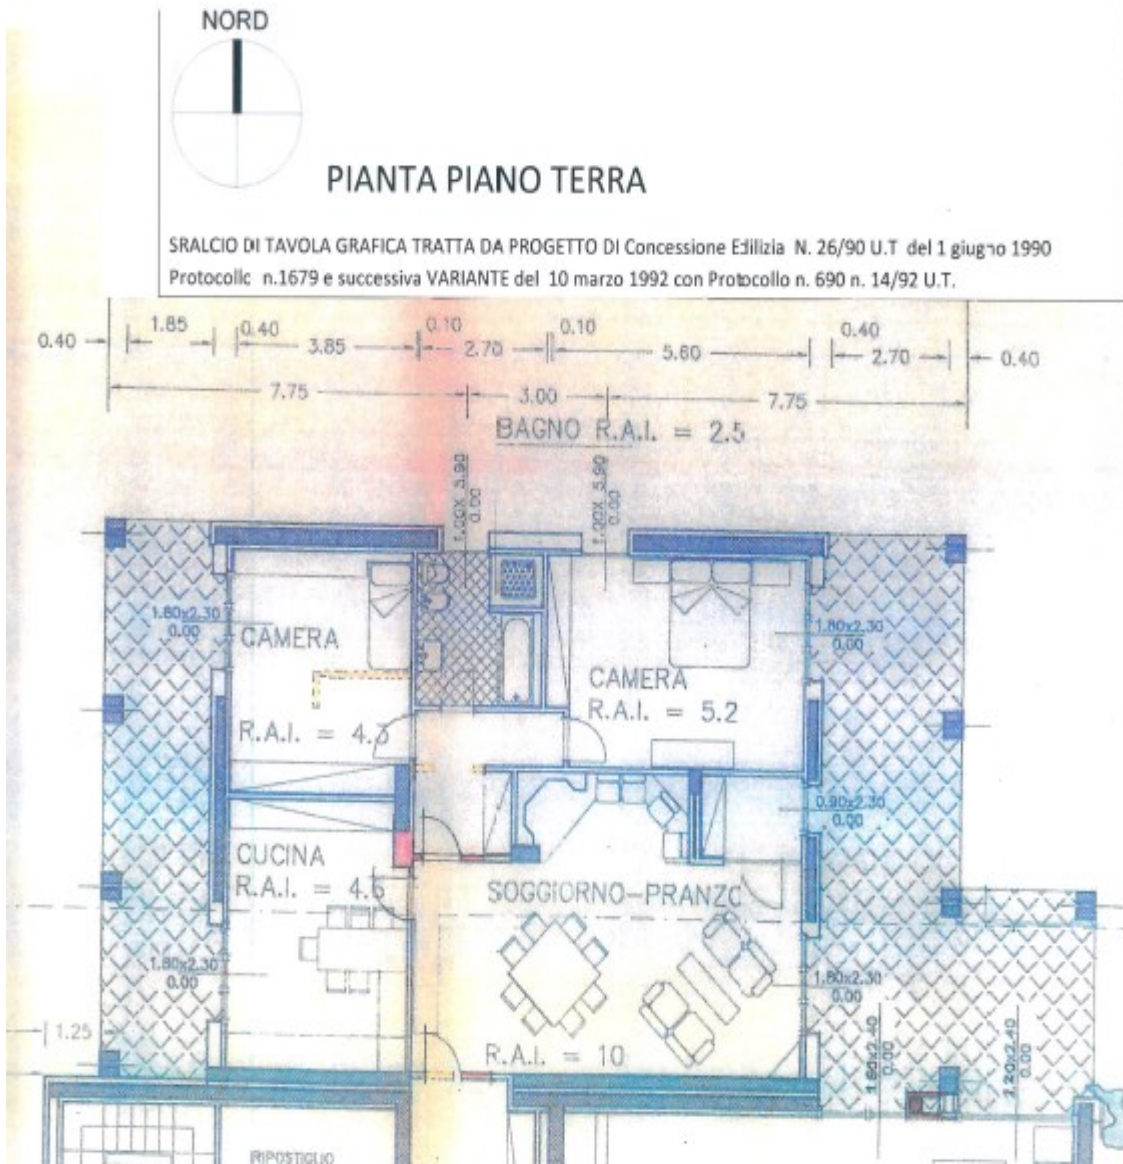 NORD
PIANTA PIANO TERRA
SRALCIO DI TAVOLA GRAFICA TRATTA DA PROGETTO DI Concessione Edilizia N. 26/90 U.T del 1 giugno 1990
Protocollo n.1679 e successiva VARIANTE del 10 marzo 1992 con Protocollo n. 690 n. 14/92 U.T.
0.40 1.85 0.40 3.85 0.10 2.70 0.10 5.60 0.40 2.70 0.40
7.75 3.00 7.75
BAGNO R.A.I. = 2.5
1.00X 5.90
0.00
1.00X 5.90
0.00
1.80x2.30
0.00
CAMERA
1.80x2.30
0.00
CAMERA
R.A.I. = 5.2
R.A.I. = 4.3
0.90x2.30
0.00
CUCINA
R.A.I. = 4.6
SOGGIORNO-PRANZO
1.80x2.30
0.00
1.80x2.30
0.00
1.25
R.A.I. = 10
1.60x2.40
0.00
2.40
0.00
RIPOSTIGLIO